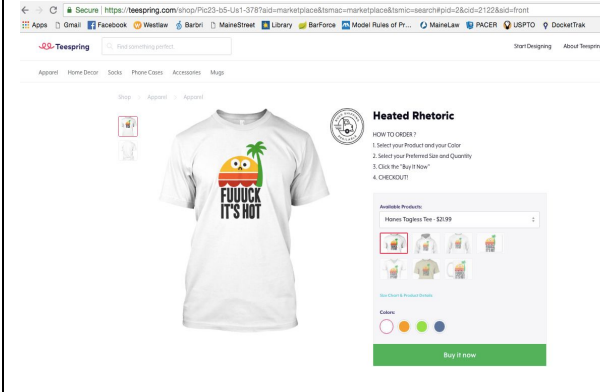 Secure | https://teespring.com/shop/Pic23-b5-Us1-378?aid=marketplace&tsmac=marketplace&tsmic=search#pid=2&cid=2122&sid=front
Apps Gmail Facebook Westlaw Barbri MaineStreet Library BarForce Model Rules of Pr... MaineLaw PACER USPTO DocketTrak
Teespring Find something perfect Start Designing About Teesprin
Apparel Home Decor Socks Phone Cases Accessories Mugs
Shop Apparel Apparel
FUUUCK
IT'S HOT
Heated Rhetoric
HOW TO ORDER ?
1. Select your Product and your Color
2. Select your Preferred Size and Quantity
3. Click the "Buy It Now"
4. CHECKOUT!
Available Products:
Hanes Tagless Tee - $21.99
Size Chart & Product Details
Colors:
Buy it now